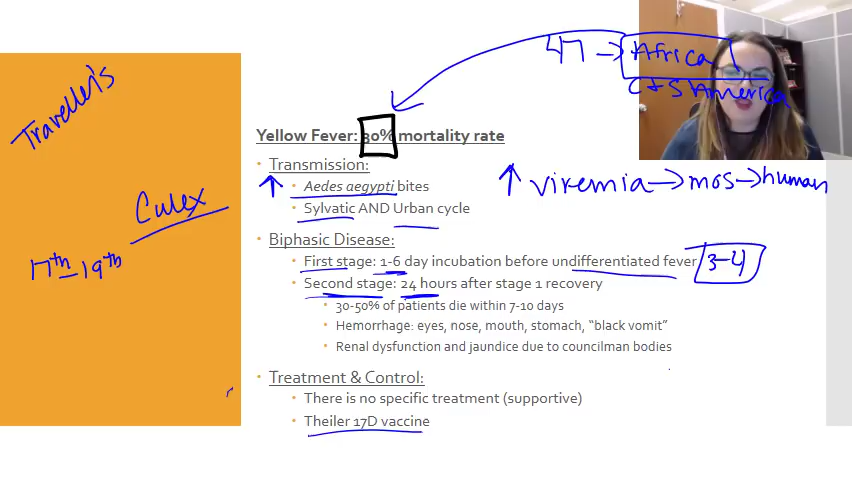 47 → Africa
C + S America
Traveller's
Yellow Fever: 30% mortality rate
Transmission:
↑ Aedes aegypti bites
↑ viremia → mos → human
Sylvatic AND Urban cycle
Culex
Biphasic Disease:
17th - 19th
First stage: 1-6 day incubation before undifferentiated fever 3-4
Second stage: 24 hours after stage 1 recovery
30-50% of patients die within 7-10 days
Hemorrhage: eyes, nose, mouth, stomach, “black vomit”
Renal dysfunction and jaundice due to councilman bodies
Treatment & Control:
There is no specific treatment (supportive)
Theiler 17D vaccine